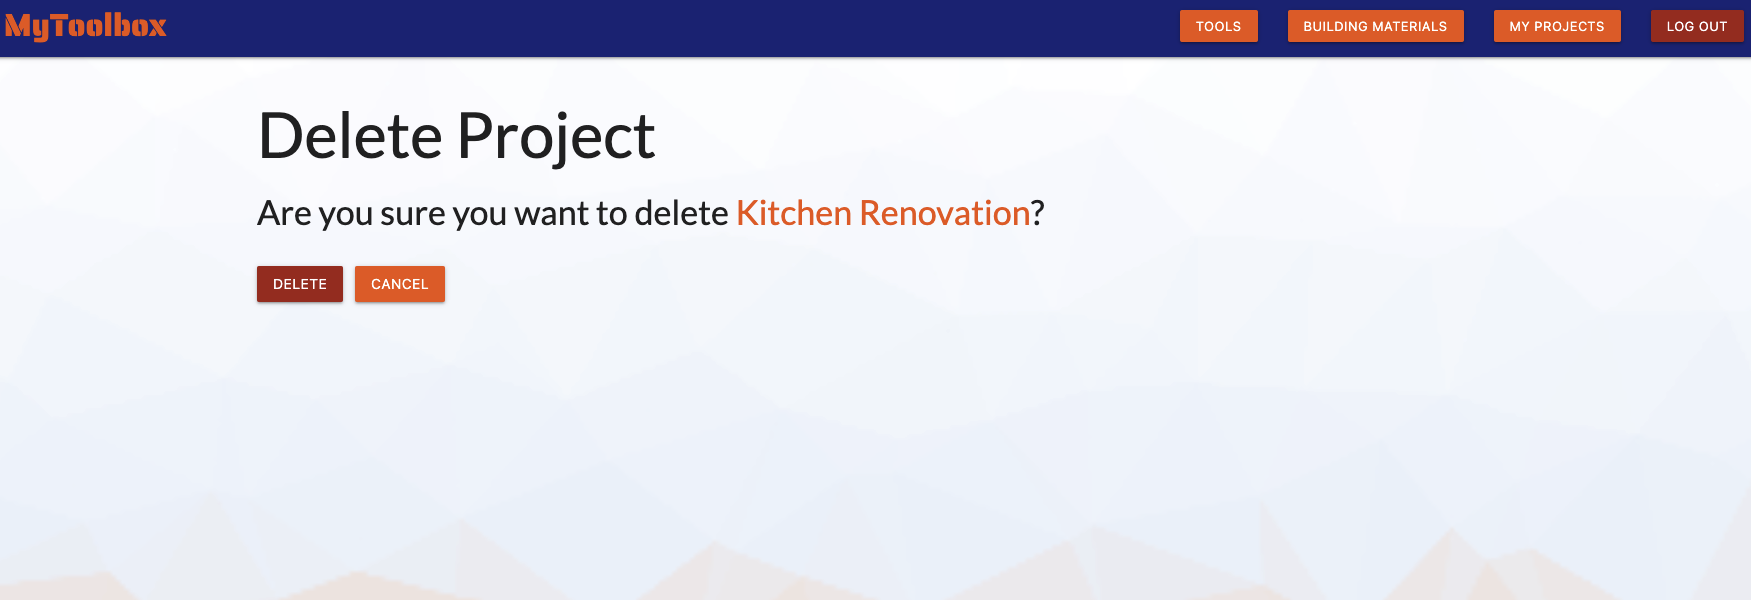 MyToolbox
TOOLS
BUILDING MATERIALS
MY PROJECTS
LOG OUT
Delete Project
Are you sure you want to delete Kitchen Renovation?
DELETE
CANCEL